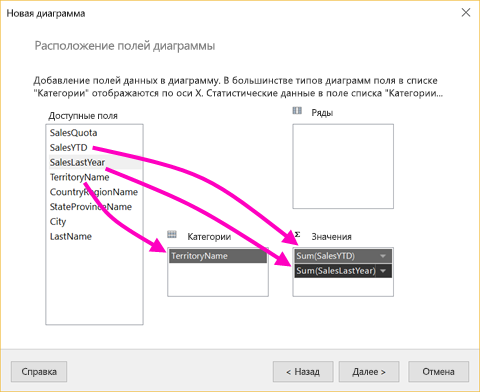 Новая диаграмма
Расположение полей диаграммы
Добавление полей данных в диаграмму. В большинстве типов диаграмм поля в списке
"Категории" отображаются по оси X. Статистические данные в поле списка "Категории...
Доступные поля
SalesQuota
SalesYTD
SalesLastYear
TerritoryName
CountryRegionName
StateProvinceName
City
LastName
Ряды
Категории
TerritoryName
Σ Значения
Sum(SalesYTD)
Sum(SalesLastYear)
Справка
< Назад
Далее >
Отмена